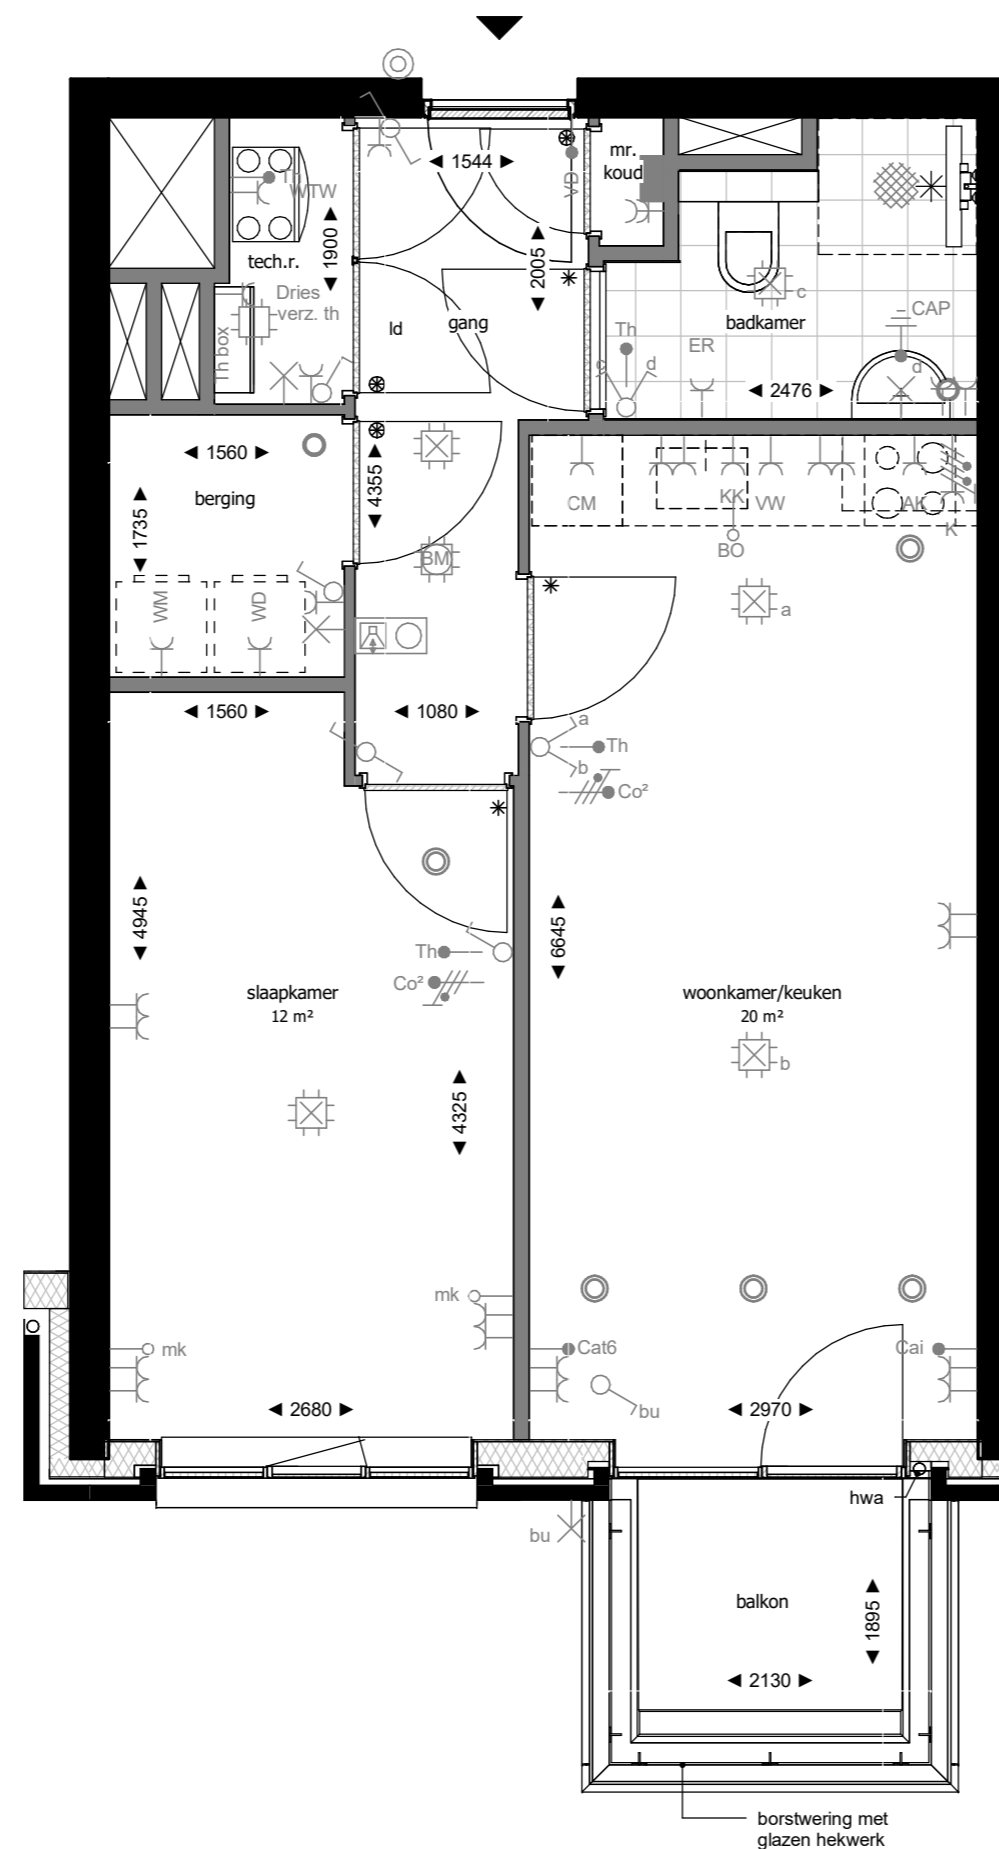 1544
mr.
koud
VD
Th
WTW
tech.r.
1900
2005
Dries
verz. th
Th box
ld
gang
c
badkamer
CAP
Th
ER
c
d
2476
d
1560
berging
4355
1735
CM
KK
VW
AK
K
BO
BM
WM
WD
a
1560
1080
a
Th
b
Co²
4945
6645
Th
Co²
slaapkamer
12 m²
woonkamer/keuken
20 m²
b
4325
mk
mk
Cat6
Cai
bu
2680
2970
hwa
bu
balkon
1895
2130
borstwering met
glazen hekwerk